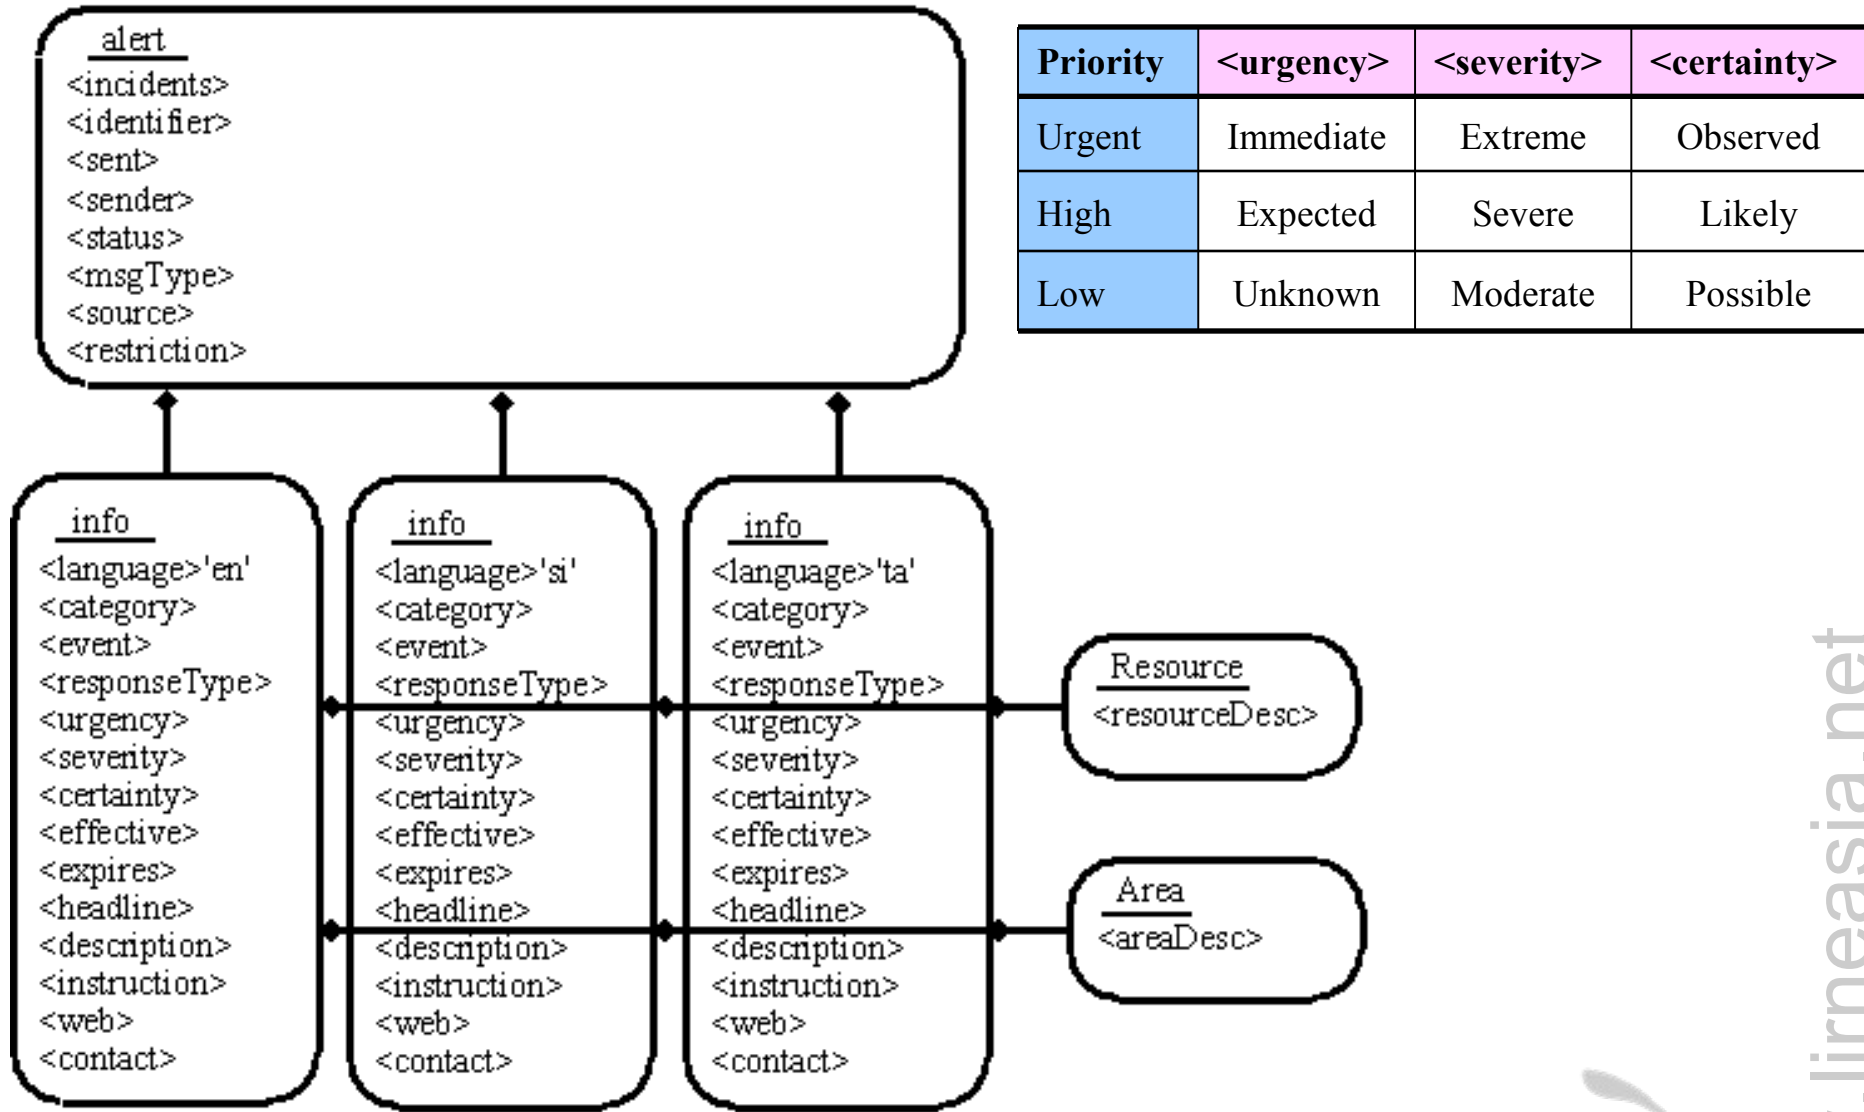 alert
<incidents>
<identifier>
<sent>
<sender>
<status>
<msgType>
<source>
<restriction>
Priority <urgency> <severity> <certainty>
Urgent Immediate Extreme Observed
High Expected Severe Likely
Low Unknown Moderate Possible
info
<language>'en'
<category>
<event>
<responseType>
<urgency>
<severity>
<certainty>
<effective>
<expires>
<headline>
<description>
<instruction>
<web>
<contact>
info
<language>'si'
<category>
<event>
<responseType>
<urgency>
<severity>
<certainty>
<effective>
<expires>
<headline>
<description>
<instruction>
<web>
<contact>
info
<language>'ta'
<category>
<event>
<responseType>
<urgency>
<severity>
<certainty>
<effective>
<expires>
<headline>
<description>
<instruction>
<web>
<contact>
Resource
<resourceDesc>
Area
<areaDesc>
lirneasia.net